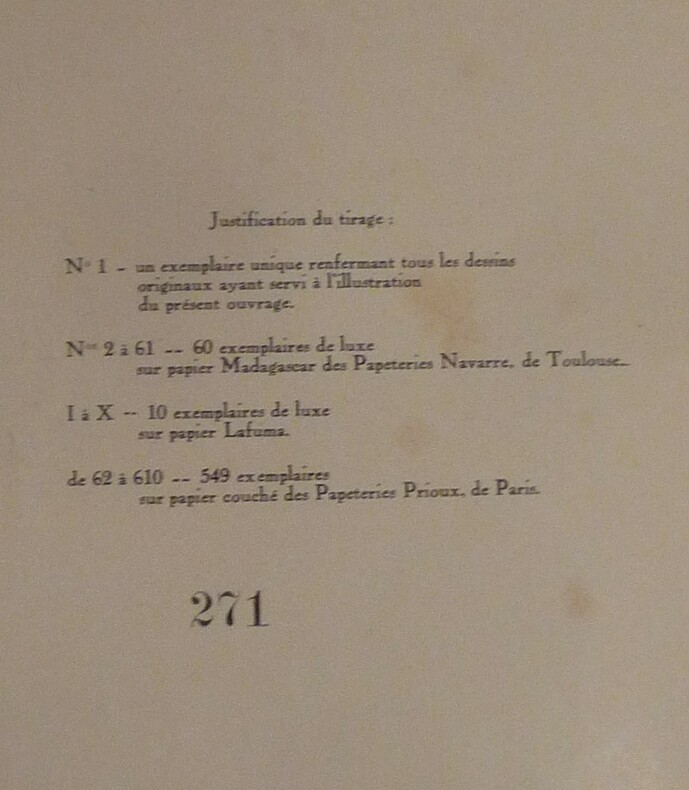 Justification du tirage :
N° 1 - un exemplaire unique renfermant tous les dessins
originaux ayant servi à l'illustration
du présent ouvrage.
Nos 2 à 61 -- 60 exemplaires de luxe
sur papier Madagascar des Papeteries Navarre, de Toulouse.
I à X -- 10 exemplaires de luxe
sur papier Lafuma.
de 62 à 610 -- 549 exemplaires
sur papier couché des Papeteries Prioux, de Paris.
271